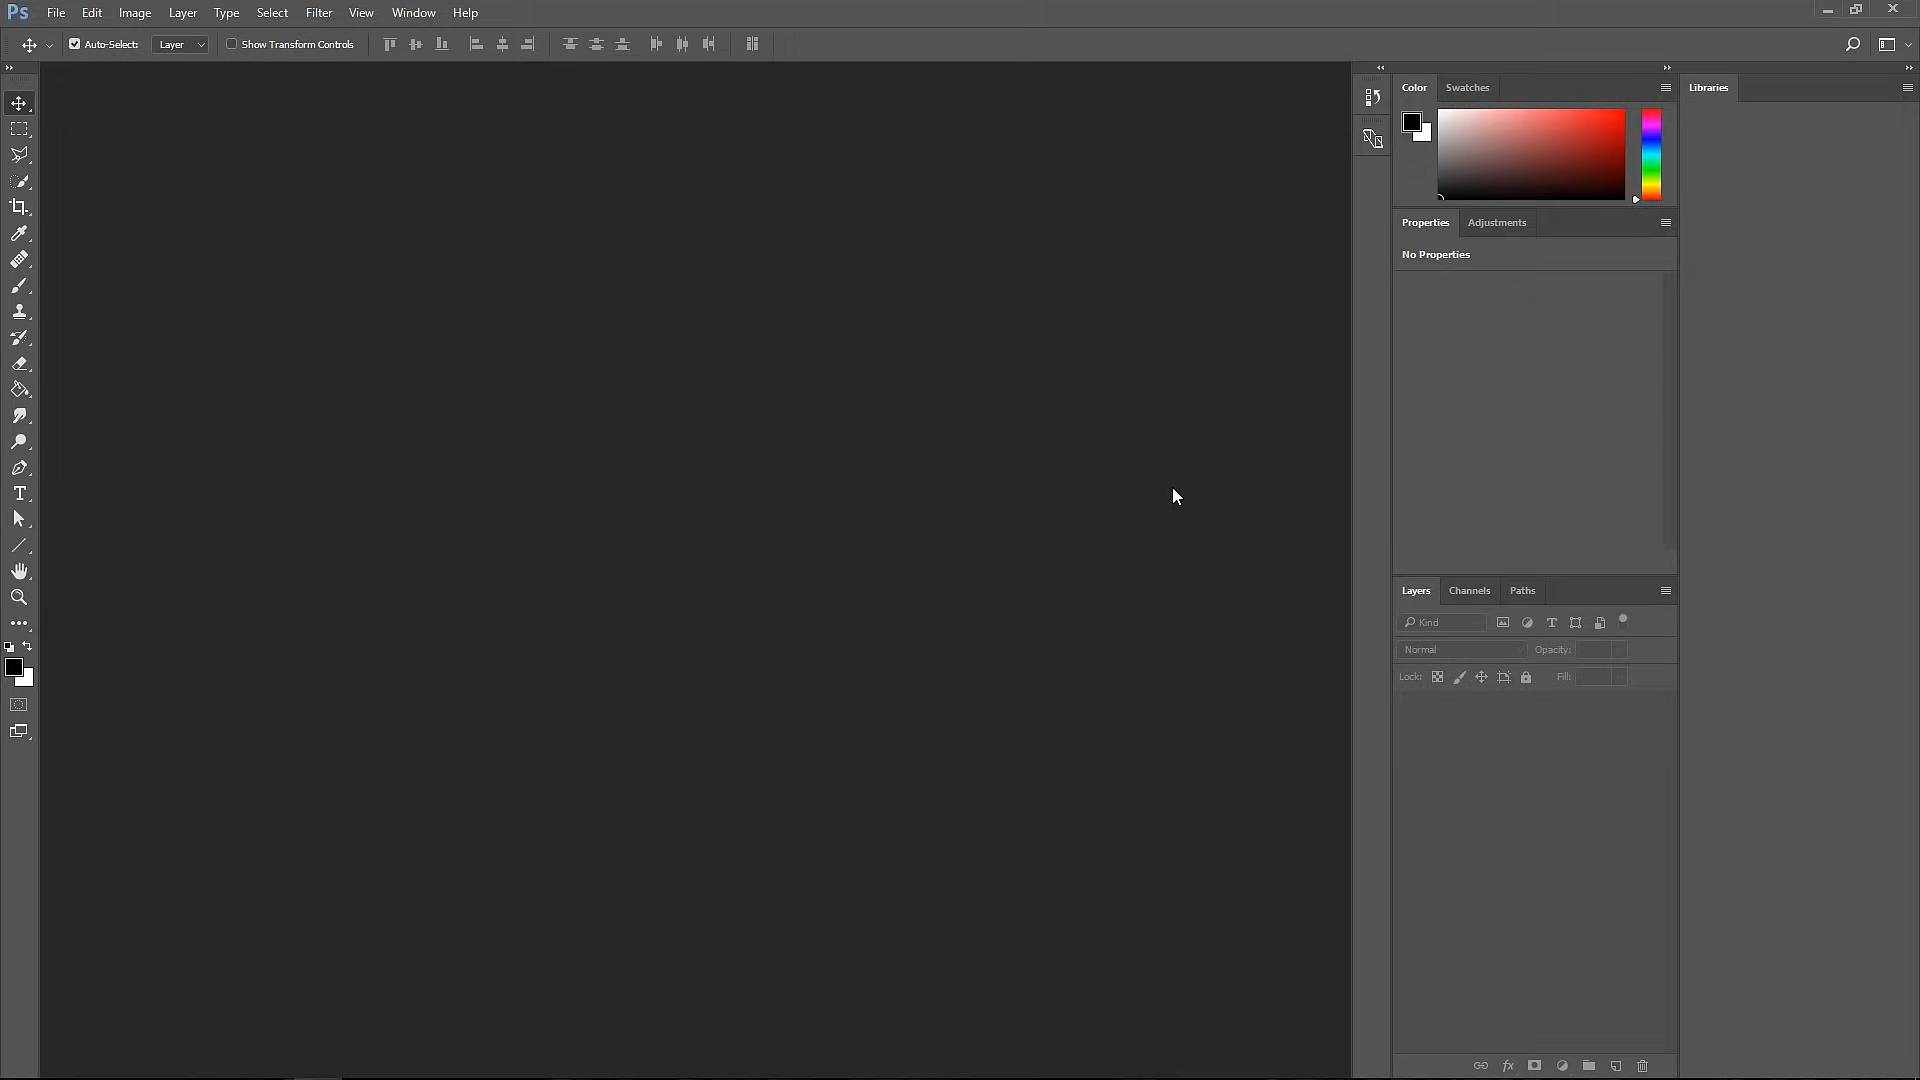 Ps File Edit Image Layer Type Select Filter View Window Help
Auto-Select: Layer Show Transform Controls
Color Swatches
Libraries
Properties Adjustments
No Properties
Layers Channels Paths
Kind
Normal Opacity:
Lock: Fill: